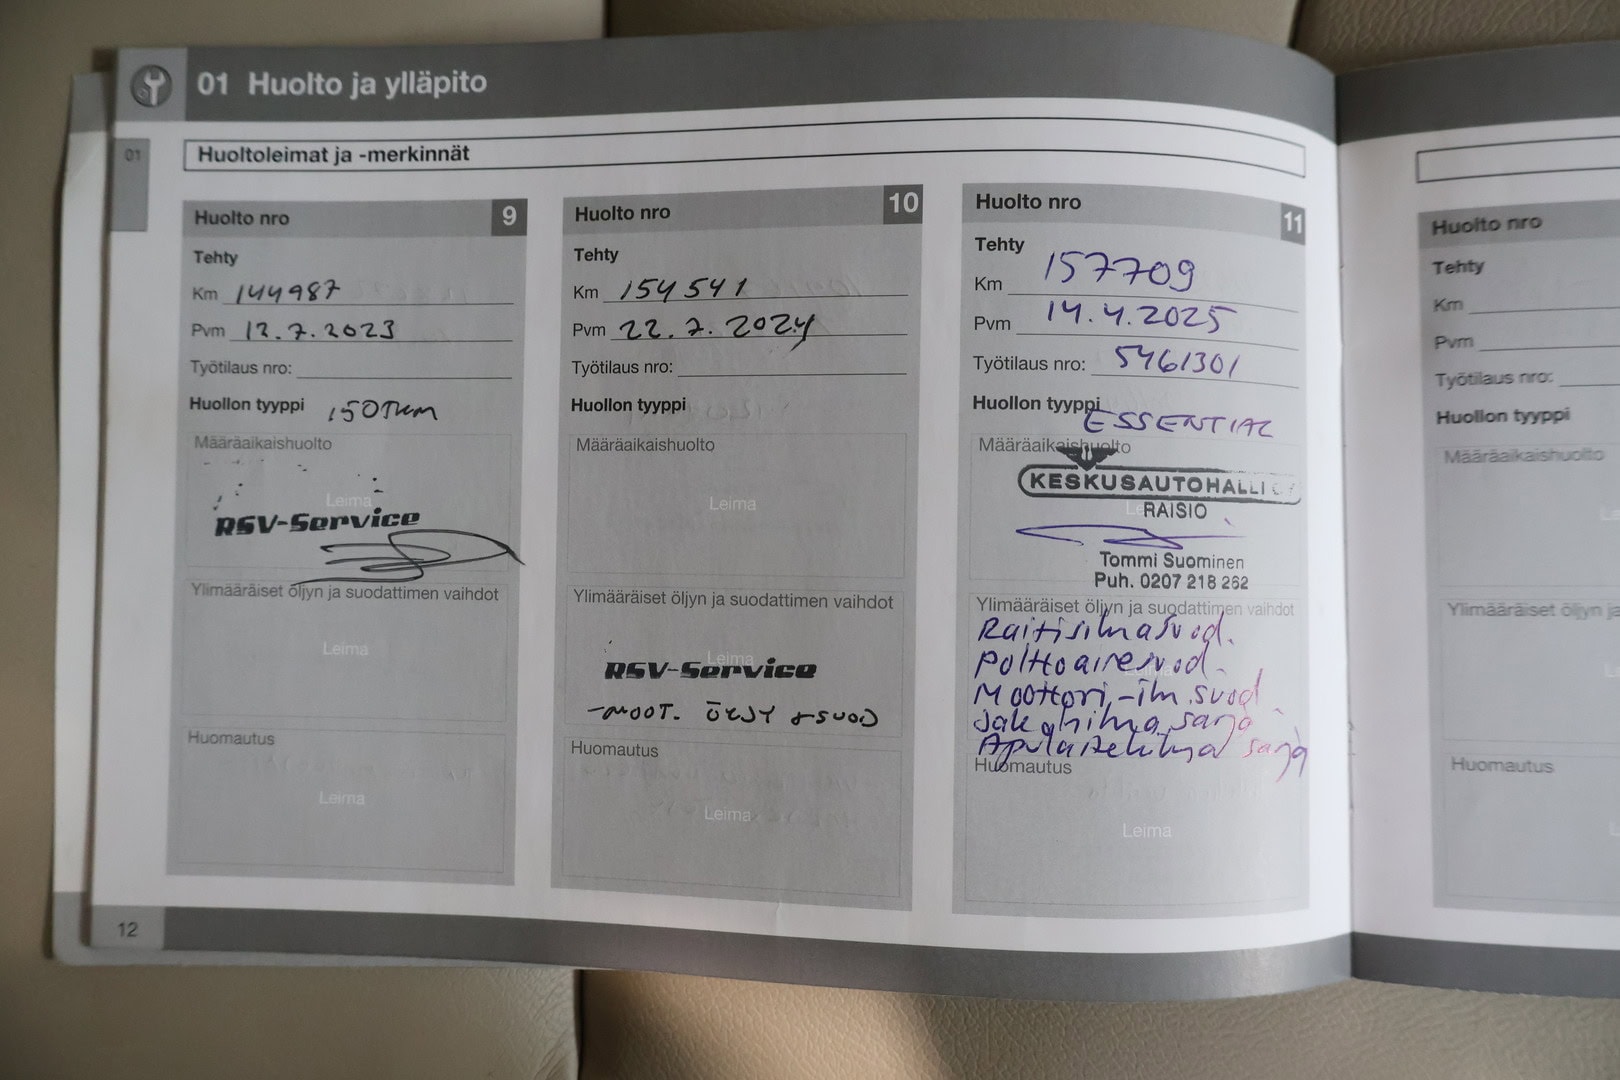 01 Huolto ja ylläpito
01
Huoltoleimat ja -merkinnät
Huolto nro 9
Tehty
Km 144987
Pvm 12.7.2023
Työtilaus nro:
Huollon tyyppi 150TKM
Määräaikaishuolto
Leima
RSV-Service
Ylimääräiset öljyn ja suodattimen vaihdot
Leima
Huomautus
Leima
Huolto nro 10
Tehty
Km 154541
Pvm 22.7.2024
Työtilaus nro:
Huollon tyyppi
Määräaikaishuolto
Leima
Ylimääräiset öljyn ja suodattimen vaihdot
Leima
RSV-Service
-MOOT. ÖLJY + SUOD
Huomautus
Leima
Huolto nro 11
Tehty
Km 157709
Pvm 14.4.2025
Työtilaus nro: 5461301
Huollon tyyppi ESSENTIAL
Määräaikaishuolto
KESKUSAUTOHALLI
RAISIO
Tommi Suominen
Puh. 0207 218 262
Ylimääräiset öljyn ja suodattimen vaihdot
Raitisilmasuod.
polttoainesuod.
Moottori,-ilm.suod.
jakohihna sarja
Apulaitehihna sarja
Huomautus
Leima
12
Huolto nro
Tehty
Km
Pvm
Työtilaus nro:
Huollon tyyppi
Määräaikaishuolto
Ylimääräiset öljyn ja
Huomautus